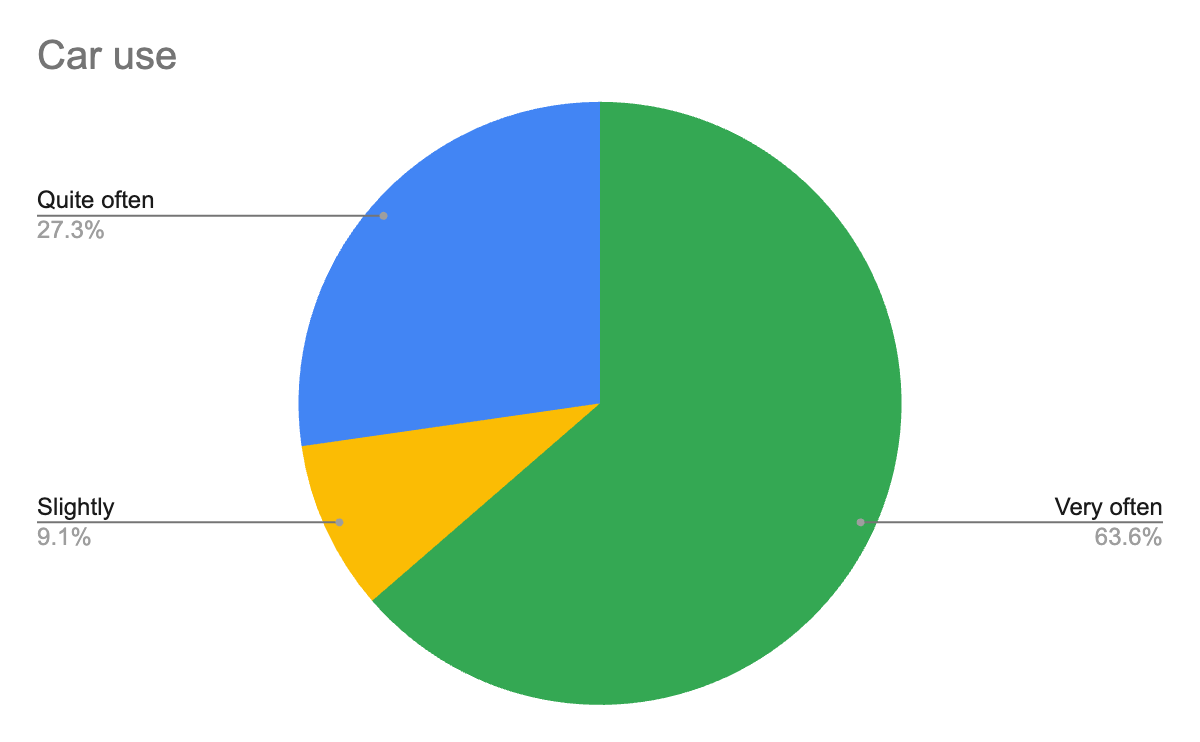 Car use
Quite often
27.3%
Slightly
9.1%
Very often
63.6%